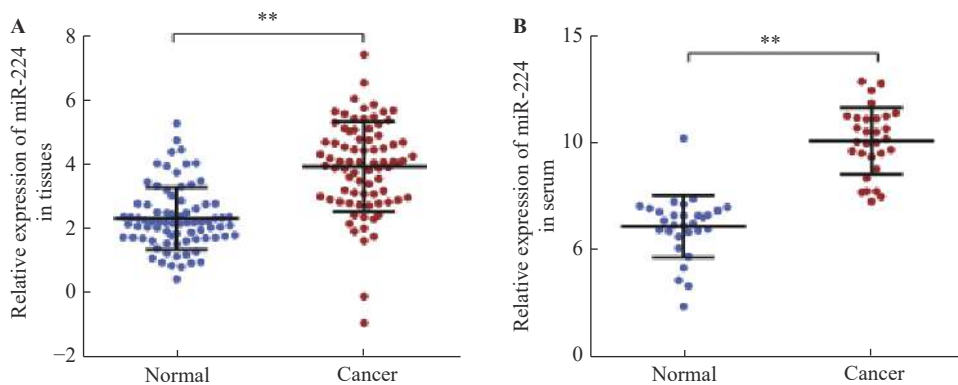 A
**
8
6
4
2
0
−2
Relative expression of miR-224
in tissues
Normal
Cancer
B
**
15
10
6
0
Relative expression of miR-224
in serum
Normal
Cancer